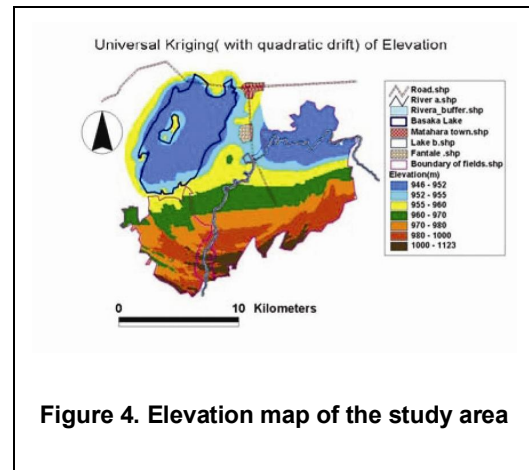 Universal Kriging( with quadratic drift) of Elevation
Road.shp
River a.shp
Rivera_buffer.shp
Basaka Lake
Matahara town.shp
Lake b.shp
Fantale .shp
Boundary of fields.shp
Elevation(m)
946 - 952
952 - 955
955 - 960
960 - 970
970 - 980
980 - 1000
1000 - 1123
0 10 Kilometers
Figure 4. Elevation map of the study area